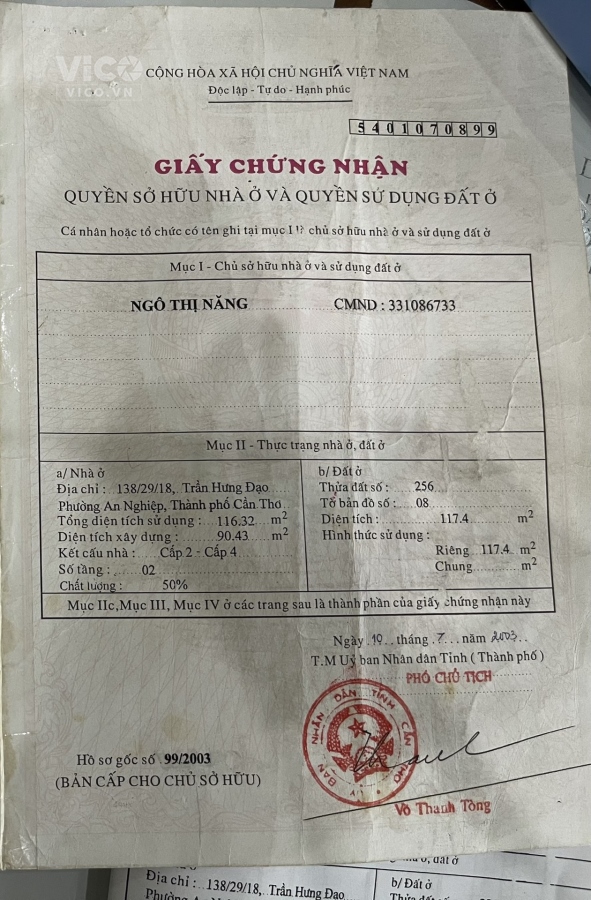 VICO
VICO.VN
CỘNG HÒA XÃ HỘI CHỦ NGHĨA VIỆT NAM
Độc lập - Tự do - Hạnh phúc
5401070899
GIẤY CHỨNG NHẬN
QUYỀN SỞ HỮU NHÀ Ở VÀ QUYỀN SỬ DỤNG ĐẤT Ở
Cá nhân hoặc tổ chức có tên ghi tại mục I là chủ sở hữu nhà ở và sử dụng đất ở
Mục I - Chủ sở hữu nhà ở và sử dụng đất ở
NGÔ THỊ NĂNG CMND : 331086733
Mục II - Thực trạng nhà ở, đất ở
a/ Nhà ở
Địa chỉ : 138/29/18, Trần Hưng Đạo
Phường An Nghiệp, Thành phố Cần Thơ
Tổng diện tích sử dụng : 116.32 m2
Diện tích xây dựng : 90.43 m2
Kết cấu nhà : Cấp 2 - Cấp 4
Số tầng : 02
Chất lượng : 50%
b/ Đất ở
Thửa đất số : 256
Tờ bản đồ số : 08
Diện tích : 117.4 m2
Hình thức sử dụng :
Riêng 117.4 m2
Chung m2
Mục IIc, Mục III, Mục IV ở các trang sau là thành phần của giấy chứng nhận này
Ngày 10 tháng 7 năm 2003
T.M Uỷ ban Nhân dân Tỉnh ( Thành phố )
PHÓ CHỦ TỊCH
ỦY BAN NHÂN DÂN TỈNH CẦN THƠ
Võ Thanh Tòng
Hồ sơ gốc số 99/2003
(BẢN CẤP CHO CHỦ SỞ HỮU)
Địa chỉ : 138/29/18, Trần Hưng Đạo
b/ Đất ở